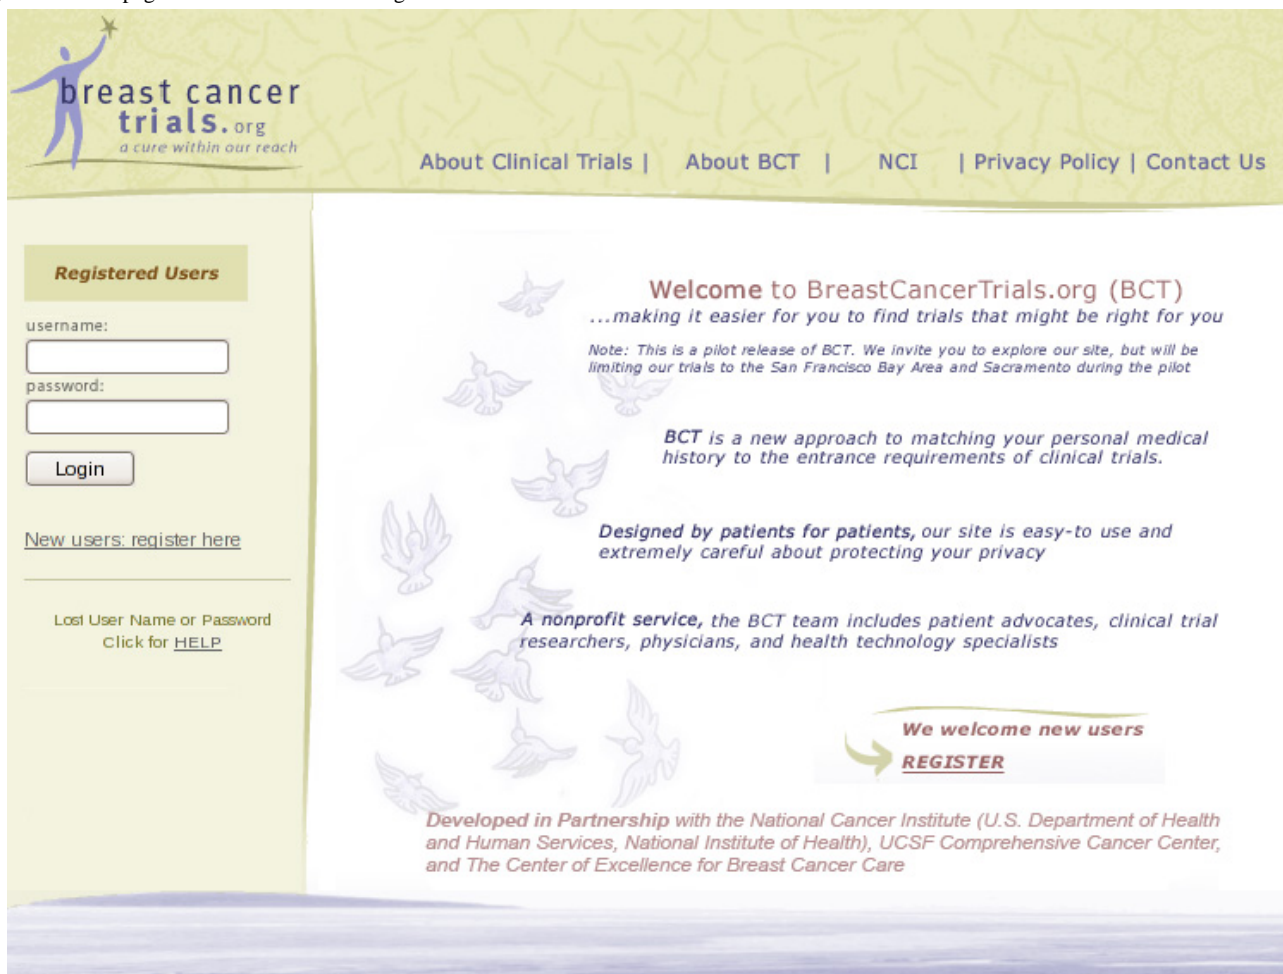 breast cancer
trials.org
a cure within our reach
About Clinical Trials | About BCT | NCI | Privacy Policy | Contact Us
Registered Users
username:
password:
Login
New users: register here
Lost User Name or Password
Click for HELP
Welcome to BreastCancerTrials.org (BCT)
...making it easier for you to find trials that might be right for you
Note: This is a pilot release of BCT. We invite you to explore our site, but will be
limiting our trials to the San Francisco Bay Area and Sacramento during the pilot
BCT is a new approach to matching your personal medical
history to the entrance requirements of clinical trials.
Designed by patients for patients, our site is easy-to use and
extremely careful about protecting your privacy
A nonprofit service, the BCT team includes patient advocates, clinical trial
researchers, physicians, and health technology specialists
We welcome new users
REGISTER
Developed in Partnership with the National Cancer Institute (U.S. Department of Health
and Human Services, National Institute of Health), UCSF Comprehensive Cancer Center,
and The Center of Excellence for Breast Cancer Care